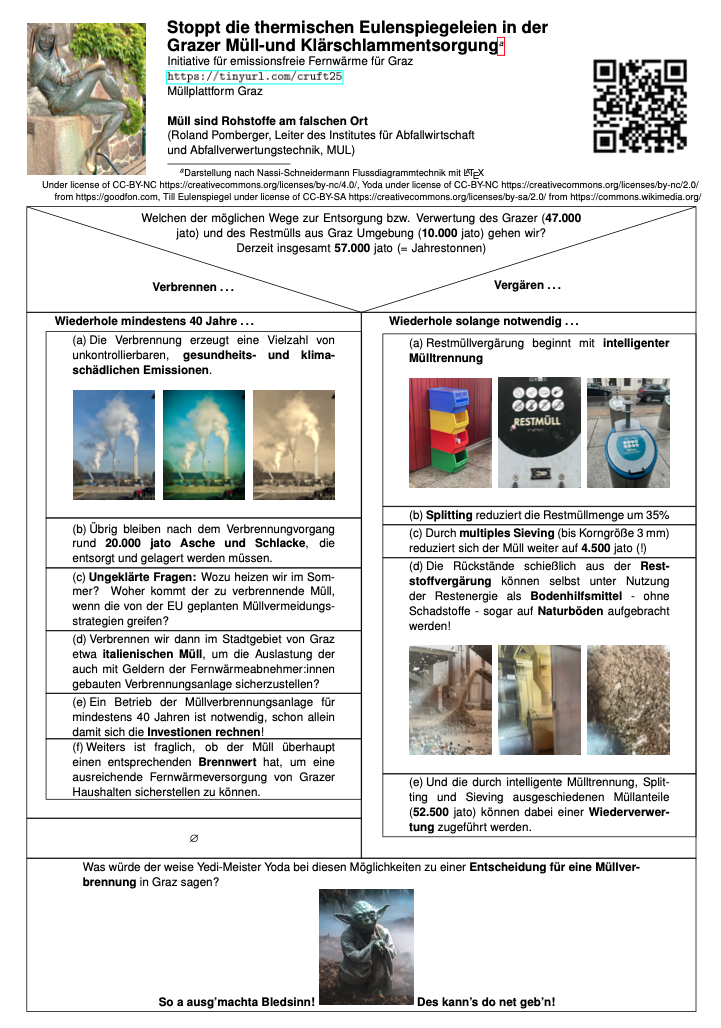 Stoppt die thermischen Eulenspiegeleien in der
Grazer Müll-und Klärschlammentsorgungª
Initiative für emissionsfreie Fernwärme für Graz
https://tinyurl.com/cruft25
Müllplattform Graz
Müll sind Rohstoffe am falschen Ort
(Roland Pomberger, Leiter des Institutes für Abfallwirtschaft
und Abfallverwertungstechnik, MUL)
ªDarstellung nach Nassi-Schneidermann Flussdiagrammtechnik mit LATEX
Under license of CC-BY-NC https://creativecommons.org/licenses/by-nc/4.0/, Yoda under license of CC-BY-NC https://creativecommons.org/licenses/by-nc/2.0/
from https://goodfon.com, Till Eulenspiegel under license of CC-BY-SA https://creativecommons.org/licenses/by-sa/2.0/ from https://commons.wikimedia.org/
Welchen der möglichen Wege zur Entsorgung bzw. Verwertung des Grazer (47.000
jato) und des Restmülls aus Graz Umgebung (10.000 jato) gehen wir?
Derzeit insgesamt 57.000 jato (= Jahrestonnen)
Verbrennen ...
Vergären ...
Wiederhole mindestens 40 Jahre ...
(a) Die Verbrennung erzeugt eine Vielzahl von
unkontrollierbaren, gesundheits- und klima-
schädlichen Emissionen.
(b) Übrig bleiben nach dem Verbrennungvorgang
rund 20.000 jato Asche und Schlacke, die
entsorgt und gelagert werden müssen.
(c) Ungeklärte Fragen: Wozu heizen wir im Som-
mer? Woher kommt der zu verbrennende Müll,
wenn die von der EU geplanten Müllvermeidungs-
strategien greifen?
(d) Verbrennen wir dann im Stadtgebiet von Graz
etwa italienischen Müll, um die Auslastung der
auch mit Geldern der Fernwärmeabnehmer:innen
gebauten Verbrennungsanlage sicherzustellen?
(e) Ein Betrieb der Müllverbrennungsanlage für
mindestens 40 Jahren ist notwendig, schon allein
damit sich die Investionen rechnen!
(f) Weiters ist fraglich, ob der Müll überhaupt
einen entsprechenden Brennwert hat, um eine
ausreichende Fernwärmeversorgung von Grazer
Haushalten sicherstellen zu können.
∅
Wiederhole solange notwendig ...
(a) Restmüllvergärung beginnt mit intelligenter
Mülltrennung
RESTMÜLL
(b) Splitting reduziert die Restmüllmenge um 35%
(c) Durch multiples Sieving (bis Korngröße 3 mm)
reduziert sich der Müll weiter auf 4.500 jato (!)
(d) Die Rückstände schießlich aus der Rest-
stoffvergärung können selbst unter Nutzung
der Restenergie als Bodenhilfsmittel - ohne
Schadstoffe - sogar auf Naturböden aufgebracht
werden!
(e) Und die durch intelligente Mülltrennung, Split-
ting und Sieving ausgeschiedenen Müllanteile
(52.500 jato) können dabei einer Wiederverwer-
tung zugeführt werden.
Was würde der weise Yedi-Meister Yoda bei diesen Möglichkeiten zu einer Entscheidung für eine Müllver-
brennung in Graz sagen?
So a ausg'machta Bledsinn!
Des kann's do net geb'n!